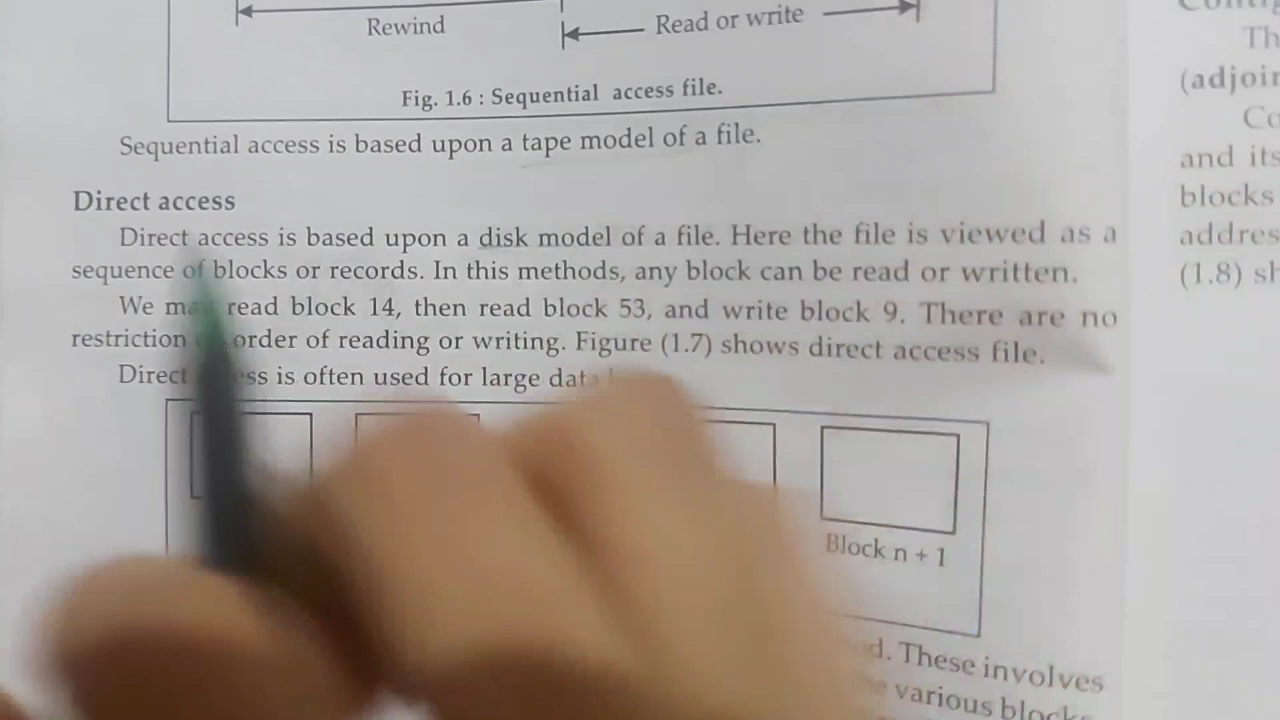 Rewind
Read or write
Fig. 1.6 : Sequential access file.
Sequential access is based upon a tape model of a file.
Direct access
Direct access is based upon a disk model of a file. Here the file is viewed as a
sequence of blocks or records. In this methods, any block can be read or written.
We may read block 14, then read block 53, and write block 9. There are no
restriction order of reading or writing. Figure (1.7) shows direct access file.
Direct is often used for large
Block n + 1
These involves
various blocks
Th
(adjoin
Co
and its
blocks
addres
(1.8) sh